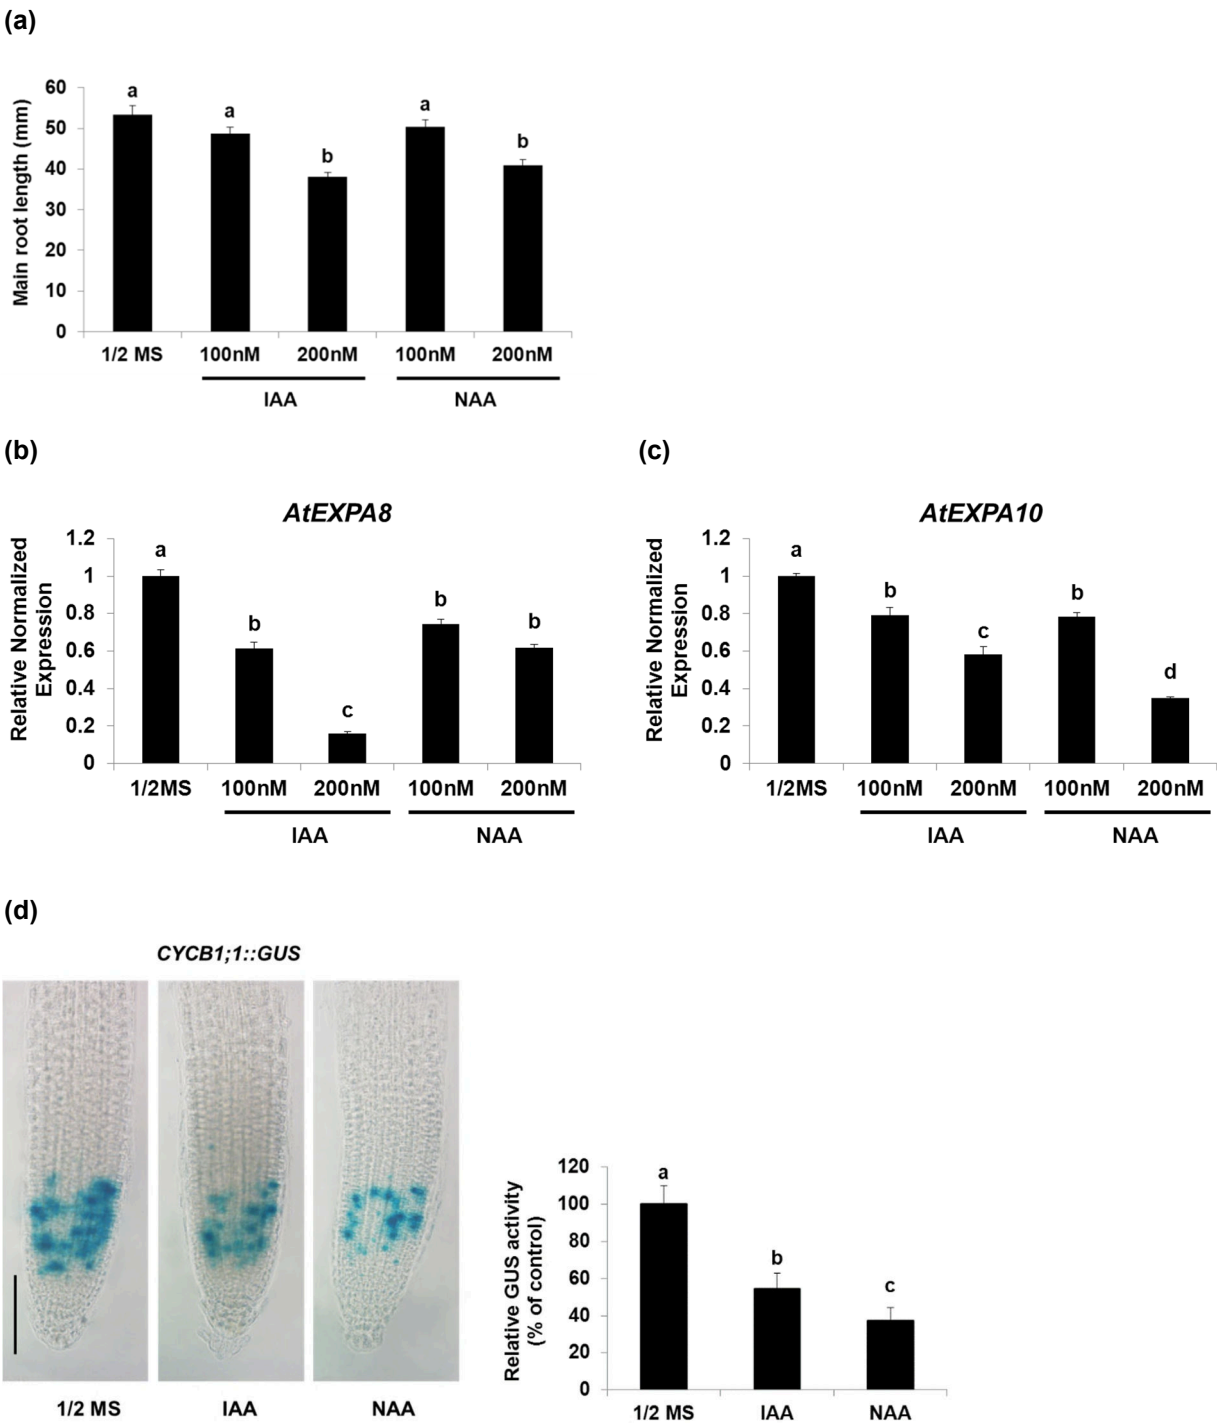 (a)
Main root length (mm)
60
50
40
30
20
10
0
a
a
b
a
b
1/2 MS 100nM 200nM 100nM 200nM
IAA NAA
(b)
AtEXPA8
Relative Normalized
Expression
1.2
1
0.8
0.6
0.4
0.2
0
a
b
c
b
b
1/2MS 100nM 200nM 100nM 200nM
IAA NAA
(c)
AtEXPA10
Relative Normalized
Expression
1.2
1
0.8
0.6
0.4
0.2
0
a
b
c
b
d
1/2MS 100nM 200nM 100nM 200nM
IAA NAA
(d)
CYCB1;1::GUS
1/2 MS IAA NAA
Relative GUS activity
(% of control)
120
100
80
60
40
20
0
a
b
c
1/2 MS IAA NAA